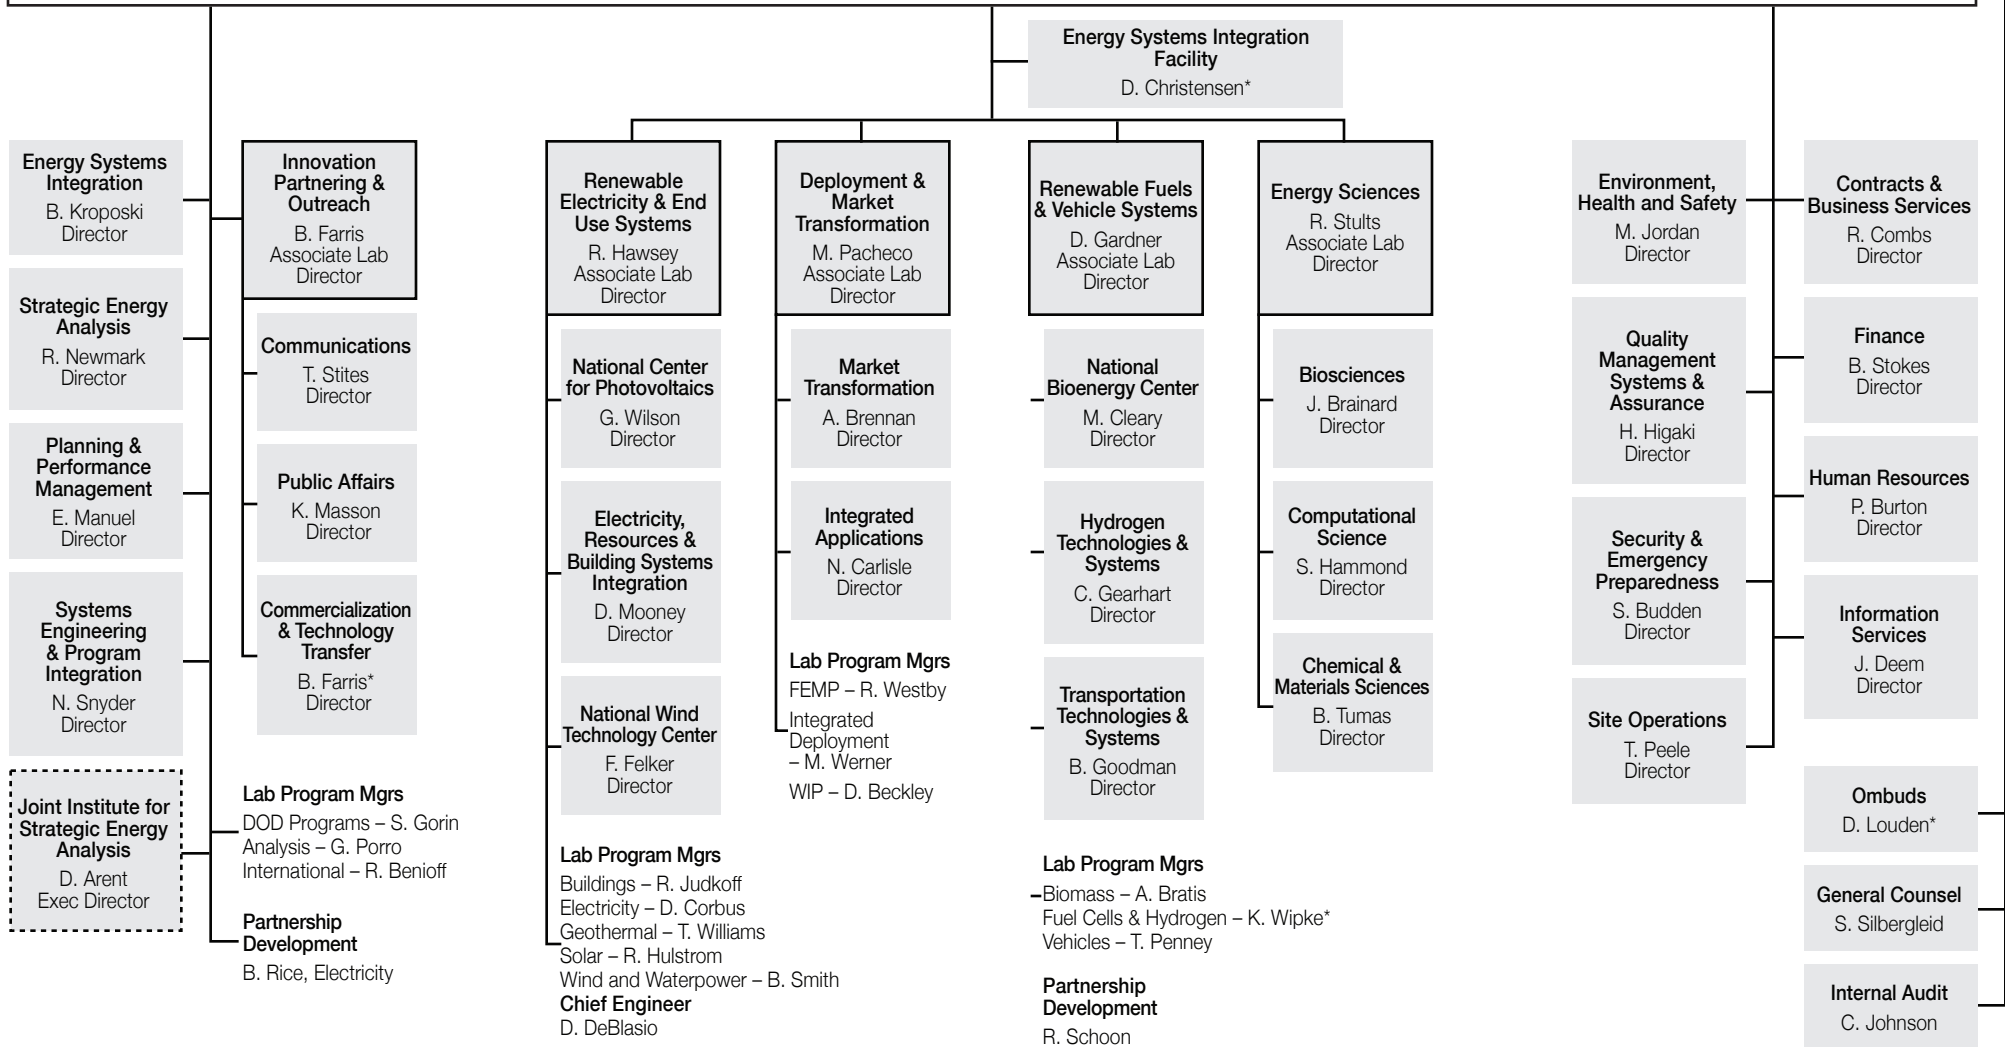 Energy Systems Integration
Facility
D. Christensen*
Energy Systems
Integration
B. Kroposki
Director
Strategic Energy
Analysis
R. Newmark
Director
Planning &
Performance
Management
E. Manuel
Director
Systems
Engineering
& Program
Integration
N. Snyder
Director
Joint Institute for
Strategic Energy
Analysis
D. Arent
Exec Director
Innovation
Partnering &
Outreach
B. Farris
Associate Lab
Director
Communications
T. Stites
Director
Public Affairs
K. Masson
Director
Commercialization
& Technology
Transfer
B. Farris*
Director
Lab Program Mgrs
DOD Programs – S. Gorin
Analysis – G. Porro
International – R. Benioff
Partnership
Development
B. Rice, Electricity
Renewable
Electricity & End
Use Systems
R. Hawsey
Associate Lab
Director
National Center
for Photovoltaics
G. Wilson
Director
Electricity,
Resources &
Building Systems
Integration
D. Mooney
Director
National Wind
Technology Center
F. Felker
Director
Lab Program Mgrs
Buildings – R. Judkoff
Electricity – D. Corbus
Geothermal – T. Williams
Solar – R. Hulstrom
Wind and Waterpower – B. Smith
Chief Engineer
D. DeBlasio
Deployment &
Market
Transformation
M. Pacheco
Associate Lab
Director
Market
Transformation
A. Brennan
Director
Integrated
Applications
N. Carlisle
Director
Lab Program Mgrs
FEMP – R. Westby
Integrated
Deployment
– M. Werner
WIP – D. Beckley
Renewable Fuels
& Vehicle Systems
D. Gardner
Associate Lab
Director
National
Bioenergy Center
M. Cleary
Director
Hydrogen
Technologies &
Systems
C. Gearhart
Director
Transportation
Technologies &
Systems
B. Goodman
Director
Lab Program Mgrs
Biomass – A. Bratis
Fuel Cells & Hydrogen – K. Wipke*
Vehicles – T. Penney
Partnership
Development
R. Schoon
Energy Sciences
R. Stults
Associate Lab
Director
Biosciences
J. Brainard
Director
Computational
Science
S. Hammond
Director
Chemical &
Materials Sciences
B. Tumas
Director
Environment,
Health and Safety
M. Jordan
Director
Quality
Management
Systems &
Assurance
H. Higaki
Director
Security &
Emergency
Preparedness
S. Budden
Director
Site Operations
T. Peele
Director
Contracts &
Business Services
R. Combs
Director
Finance
B. Stokes
Director
Human Resources
P. Burton
Director
Information
Services
J. Deem
Director
Ombuds
D. Louden*
General Counsel
S. Silbergleid
Internal Audit
C. Johnson